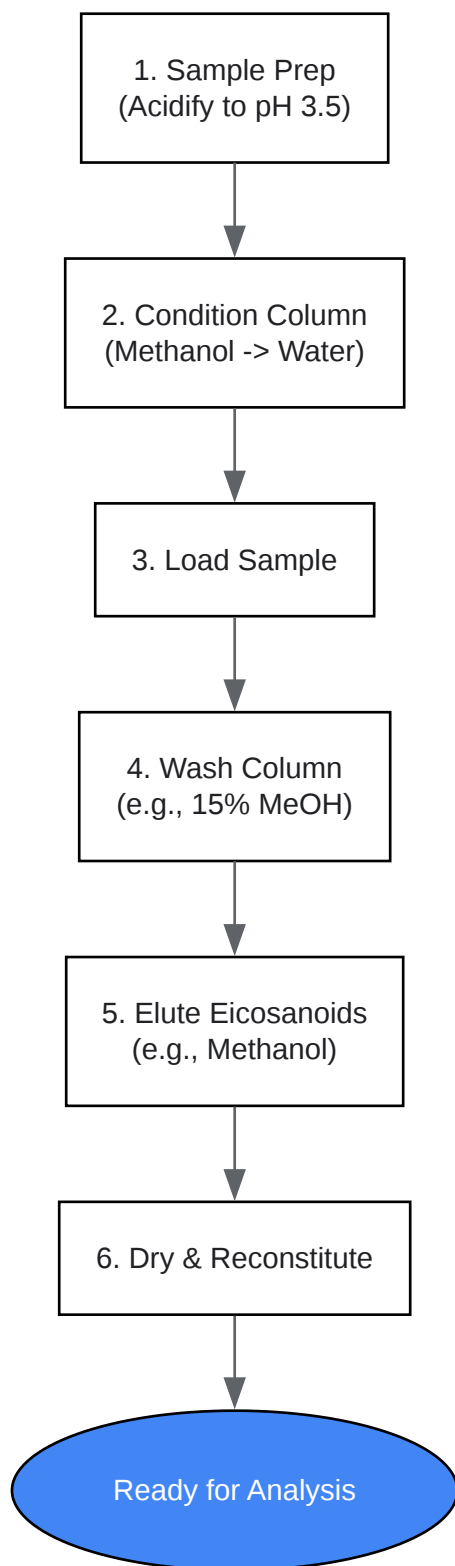 1. Sample Prep
(Acidify to pH 3.5)
2. Condition Column
(Methanol -> Water)
3. Load Sample
4. Wash Column
(e.g., 15% MeOH)
5. Elute Eicosanoids
(e.g., Methanol)
6. Dry & Reconstitute
Ready for Analysis